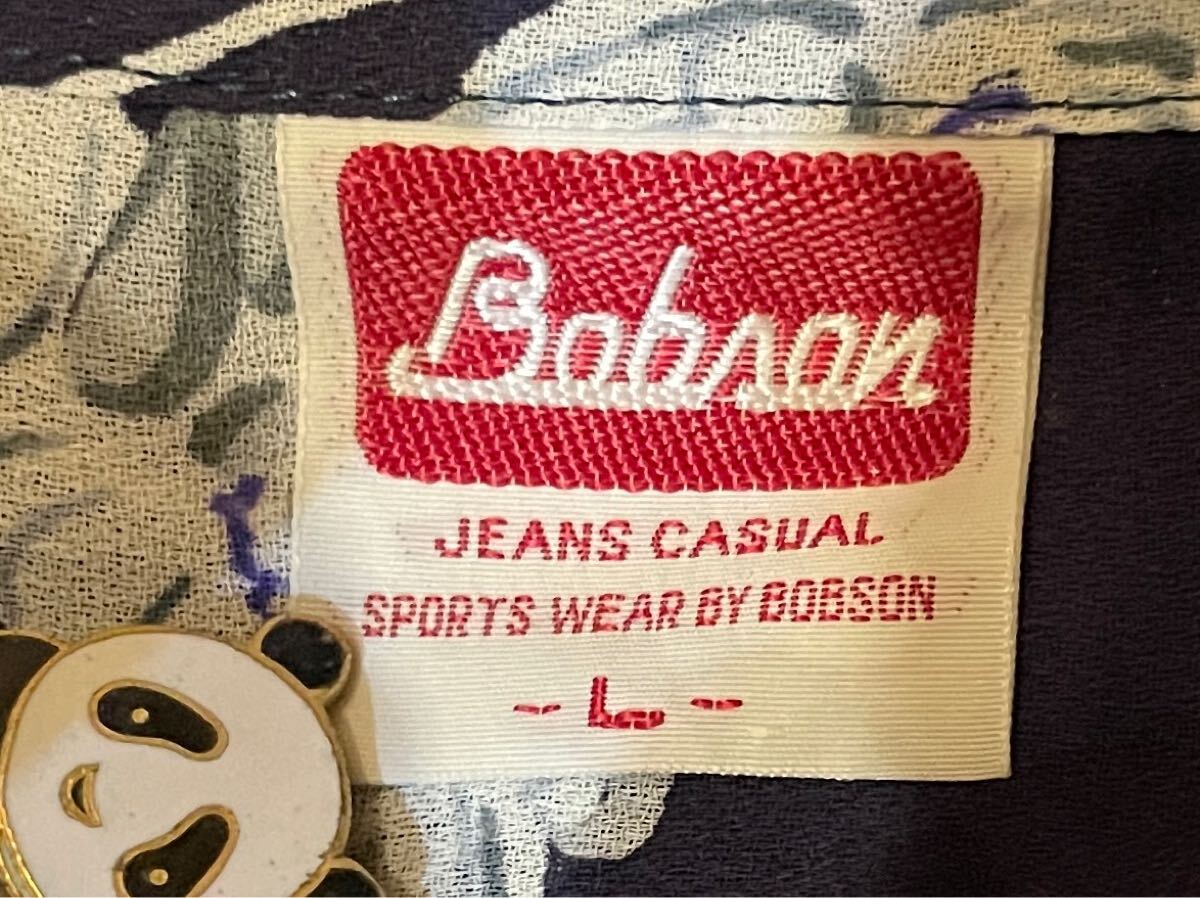 Bobson
JEANS CASUAL
SPORTS WEAR BY BOBSON
- L -